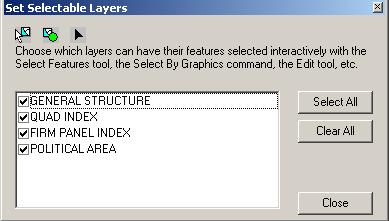 Set Selectable Layers
Choose which layers can have their features selected interactively with the
Select Features tool, the Select By Graphics command, the Edit tool, etc.
GENERAL STRUCTURE
QUAD INDEX
FIRM PANEL INDEX
POLITICAL AREA
Select All
Clear All
Close